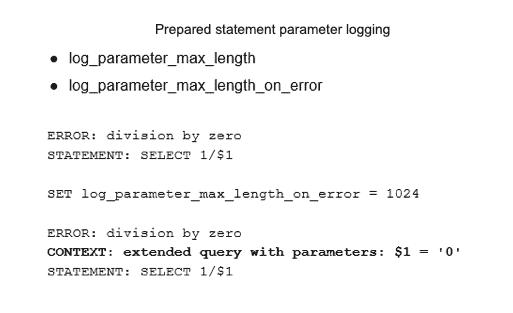 Prepared statement parameter logging
● log_parameter_max_length
● log_parameter_max_length_on_error
ERROR: division by zero
STATEMENT: SELECT 1/$1
SET log_parameter_max_length_on_error = 1024
ERROR: division by zero
CONTEXT: extended query with parameters: $1 = '0'
STATEMENT: SELECT 1/$1